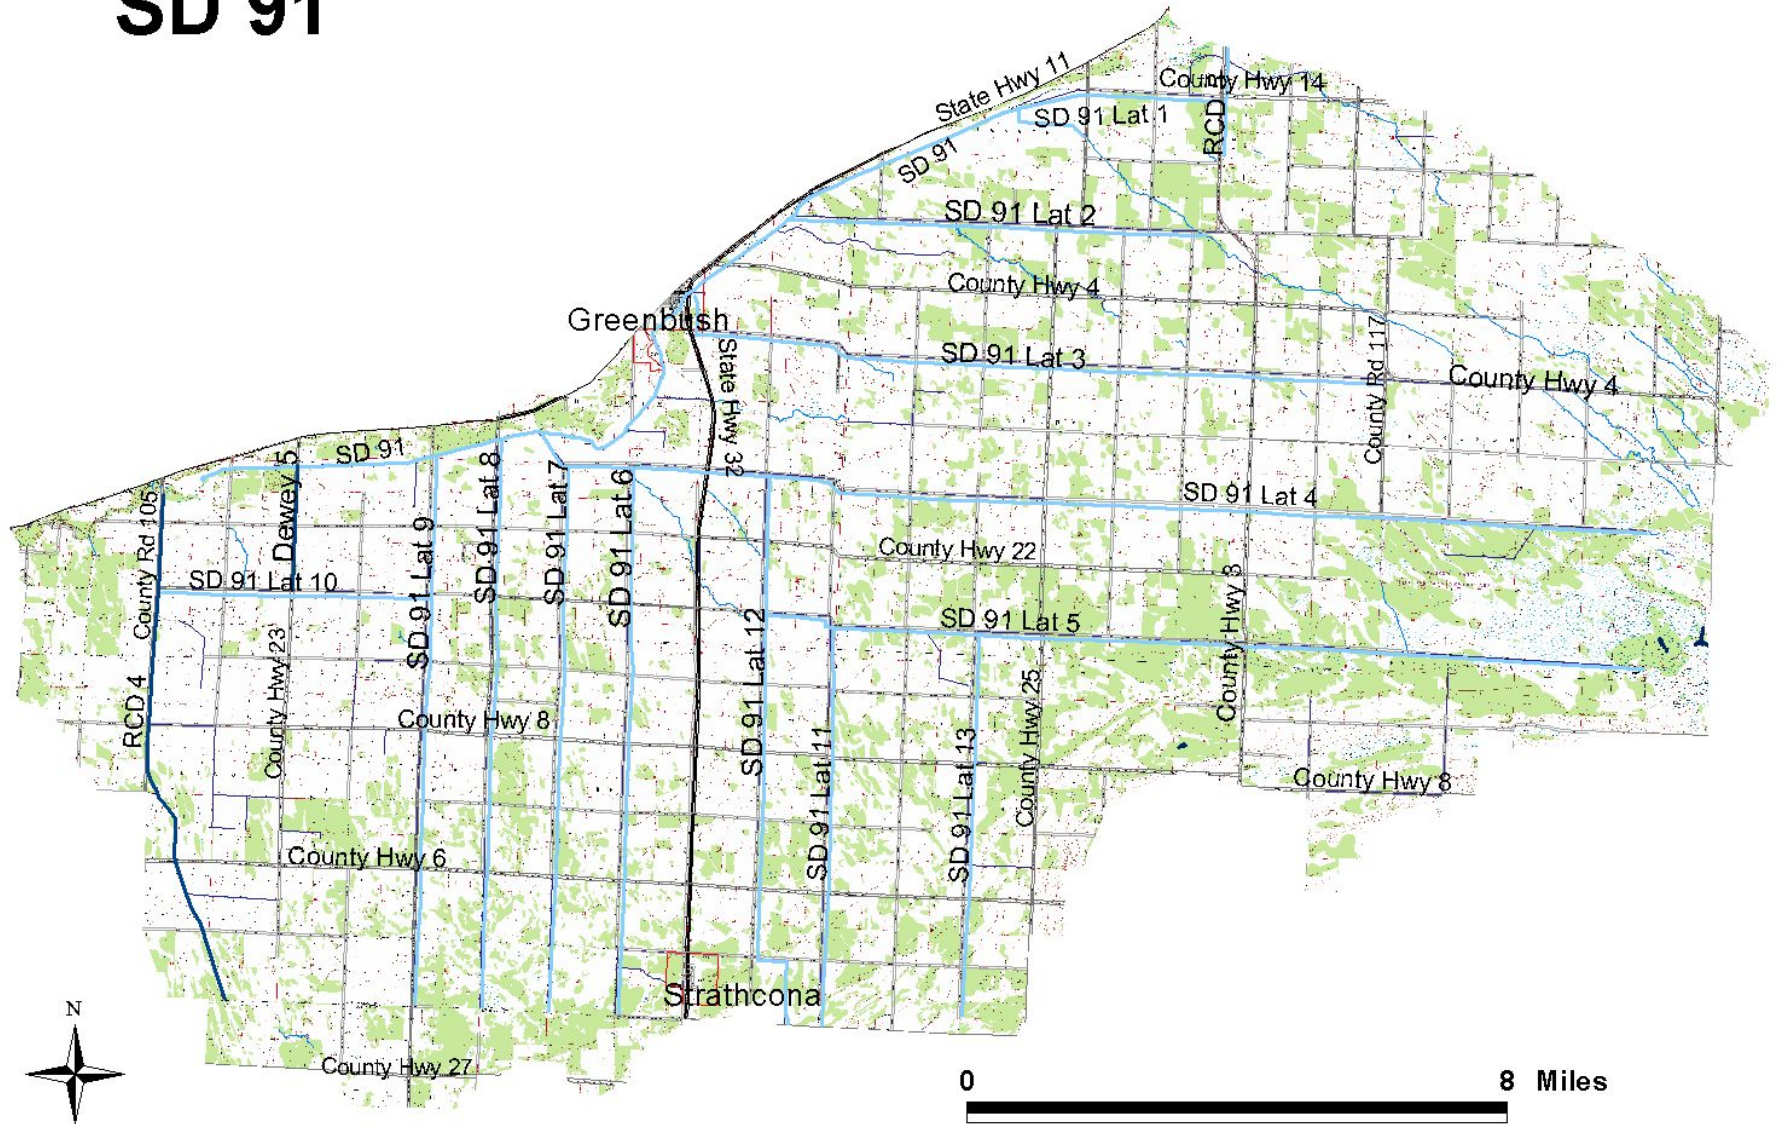 SD 91
State Hwy 11
County Hwy 14
SD 91 Lat 1
SD 91
SD 91 Lat 2
County Hwy 4
Greenbush
SD 91 Lat 3
State Hwy 32
County Rd 117
County Hwy 4
SD 91
Dewey 5
SD 91 Lat 8
SD 91 Lat 7
SD 91 Lat 6
SD 91 Lat 4
County Rd 105
SD 91 Lat 9
County Hwy 22
SD 91 Lat 10
SD 91 Lat 12
SD 91 Lat 5
County Hwy 3
RCD 4
County Hwy 23
County Hwy 8
County Hwy 25
SD 91 Lat 11
SD 91 Lat 13
County Hwy 8
County Hwy 6
Strathcona
N
County Hwy 27
0 8 Miles